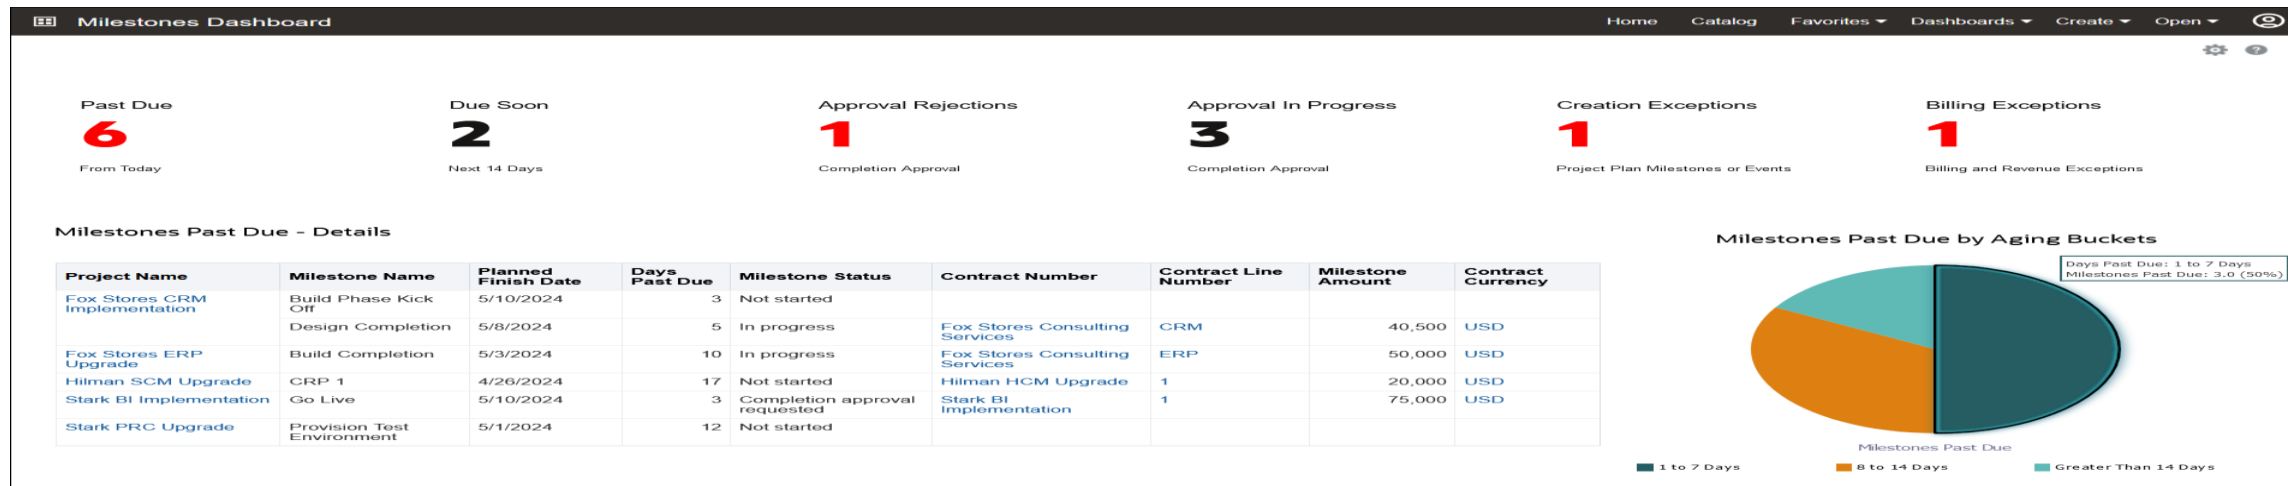 Milestones Dashboard
Home Catalog Favorites Dashboards Create Open
Past Due Due Soon Approval Rejections Approval In Progress Creation Exceptions Billing Exceptions
6 2 1 3 1 1
From Today Next 14 Days Completion Approval Completion Approval Project Plan Milestones or Events Billing and Revenue Exceptions
Milestones Past Due - Details
Project Name Milestone Name Planned Finish Date Days Past Due Milestone Status Contract Number Contract Line Number Milestone Amount Contract Currency
Fox Stores CRM Implementation Build Phase Kick Off 5/10/2024 3 Not started
Design Completion 5/8/2024 5 In progress Fox Stores Consulting Services CRM 40,500 USD
Fox Stores ERP Upgrade Build Completion 5/3/2024 10 In progress Fox Stores Consulting Services ERP 50,000 USD
Hilman SCM Upgrade CRP 1 4/26/2024 17 Not started Hilman HCM Upgrade 1 20,000 USD
Stark BI Implementation Go Live 5/10/2024 3 Completion approval requested Stark BI Implementation 1 75,000 USD
Stark PRC Upgrade Provision Test Environment 5/1/2024 12 Not started
Milestones Past Due by Aging Buckets
Days Past Due: 1 to 7 Days
Milestones Past Due: 3.0 (50%)
Milestones Past Due
1 to 7 Days 8 to 14 Days Greater Than 14 Days